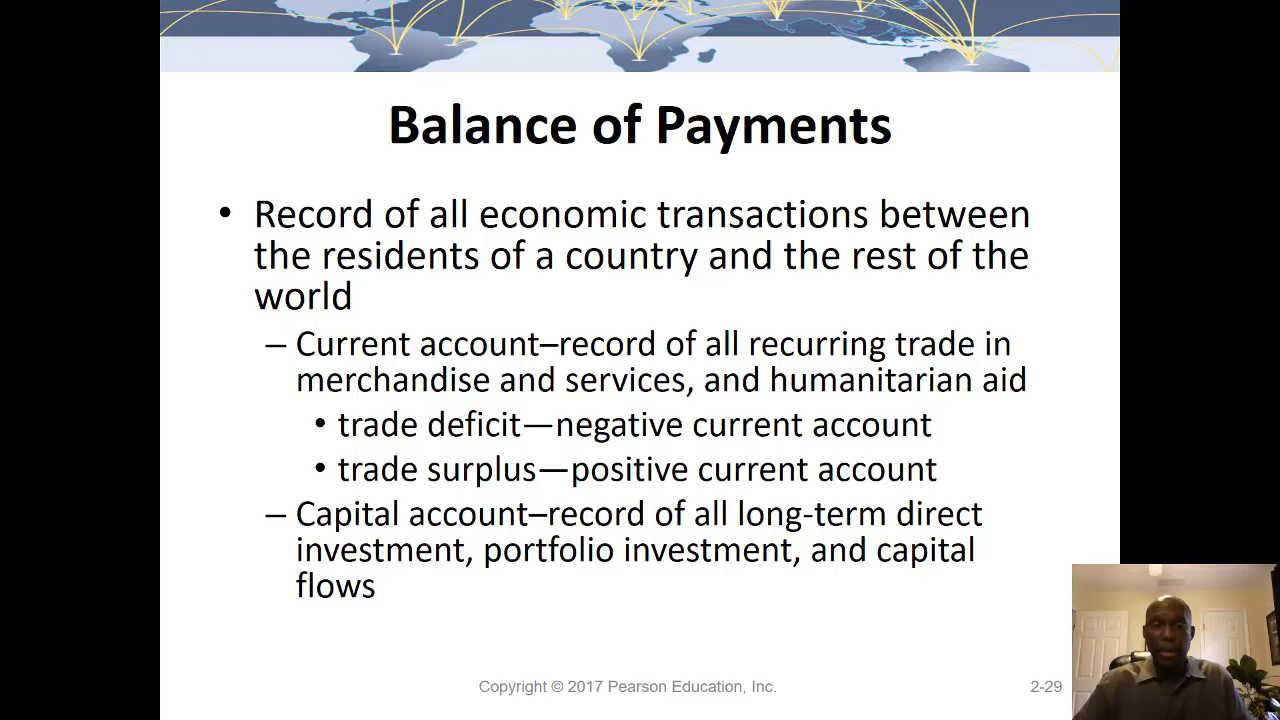 Balance of Payments
• Record of all economic transactions between
the residents of a country and the rest of the
world
– Current account–record of all recurring trade in
merchandise and services, and humanitarian aid
• trade deficit—negative current account
• trade surplus—positive current account
– Capital account–record of all long-term direct
investment, portfolio investment, and capital
flows
Copyright © 2017 Pearson Education, Inc.
2-29